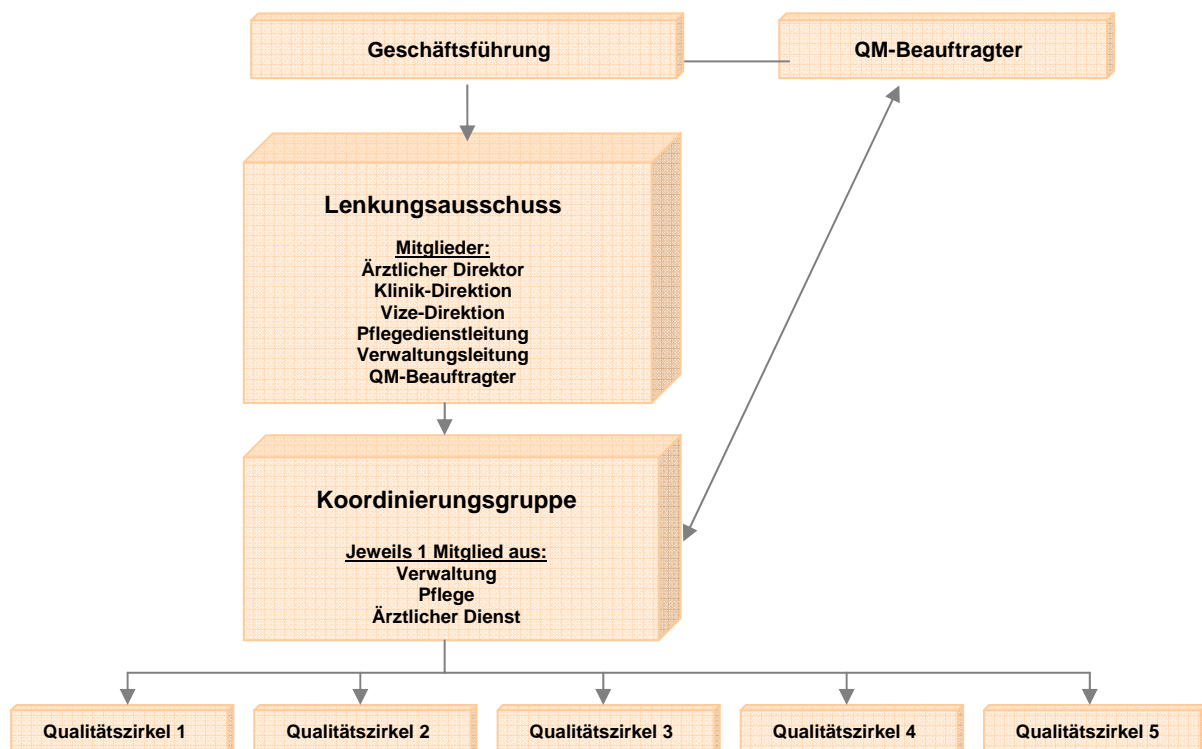 Geschäftsführung
QM-Beauftragter
Lenkungsausschuss
Mitglieder:
Ärztlicher Direktor
Klinik-Direktion
Vize-Direktion
Pflegedienstleitung
Verwaltungsleitung
QM-Beauftragter
Koordinierungsgruppe
Jeweils 1 Mitglied aus:
Verwaltung
Pflege
Ärztlicher Dienst
Qualitätszirkel 1
Qualitätszirkel 2
Qualitätszirkel 3
Qualitätszirkel 4
Qualitätszirkel 5